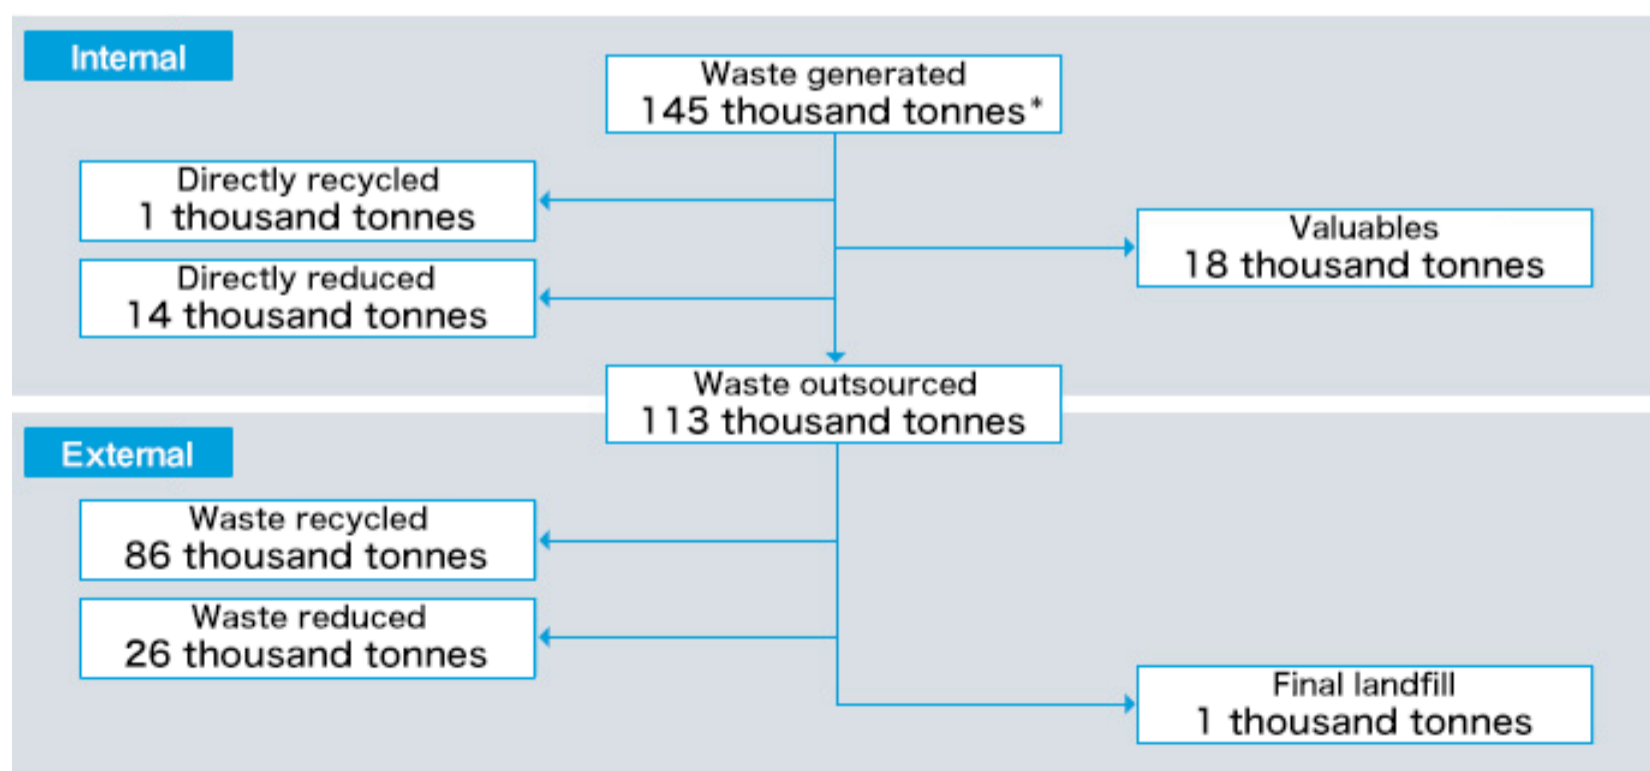 Internal
Waste generated
145 thousand tonnes*
Directly recycled
1 thousand tonnes
Valuables
18 thousand tonnes
Directly reduced
14 thousand tonnes
Waste outsourced
113 thousand tonnes
External
Waste recycled
86 thousand tonnes
Waste reduced
26 thousand tonnes
Final landfill
1 thousand tonnes